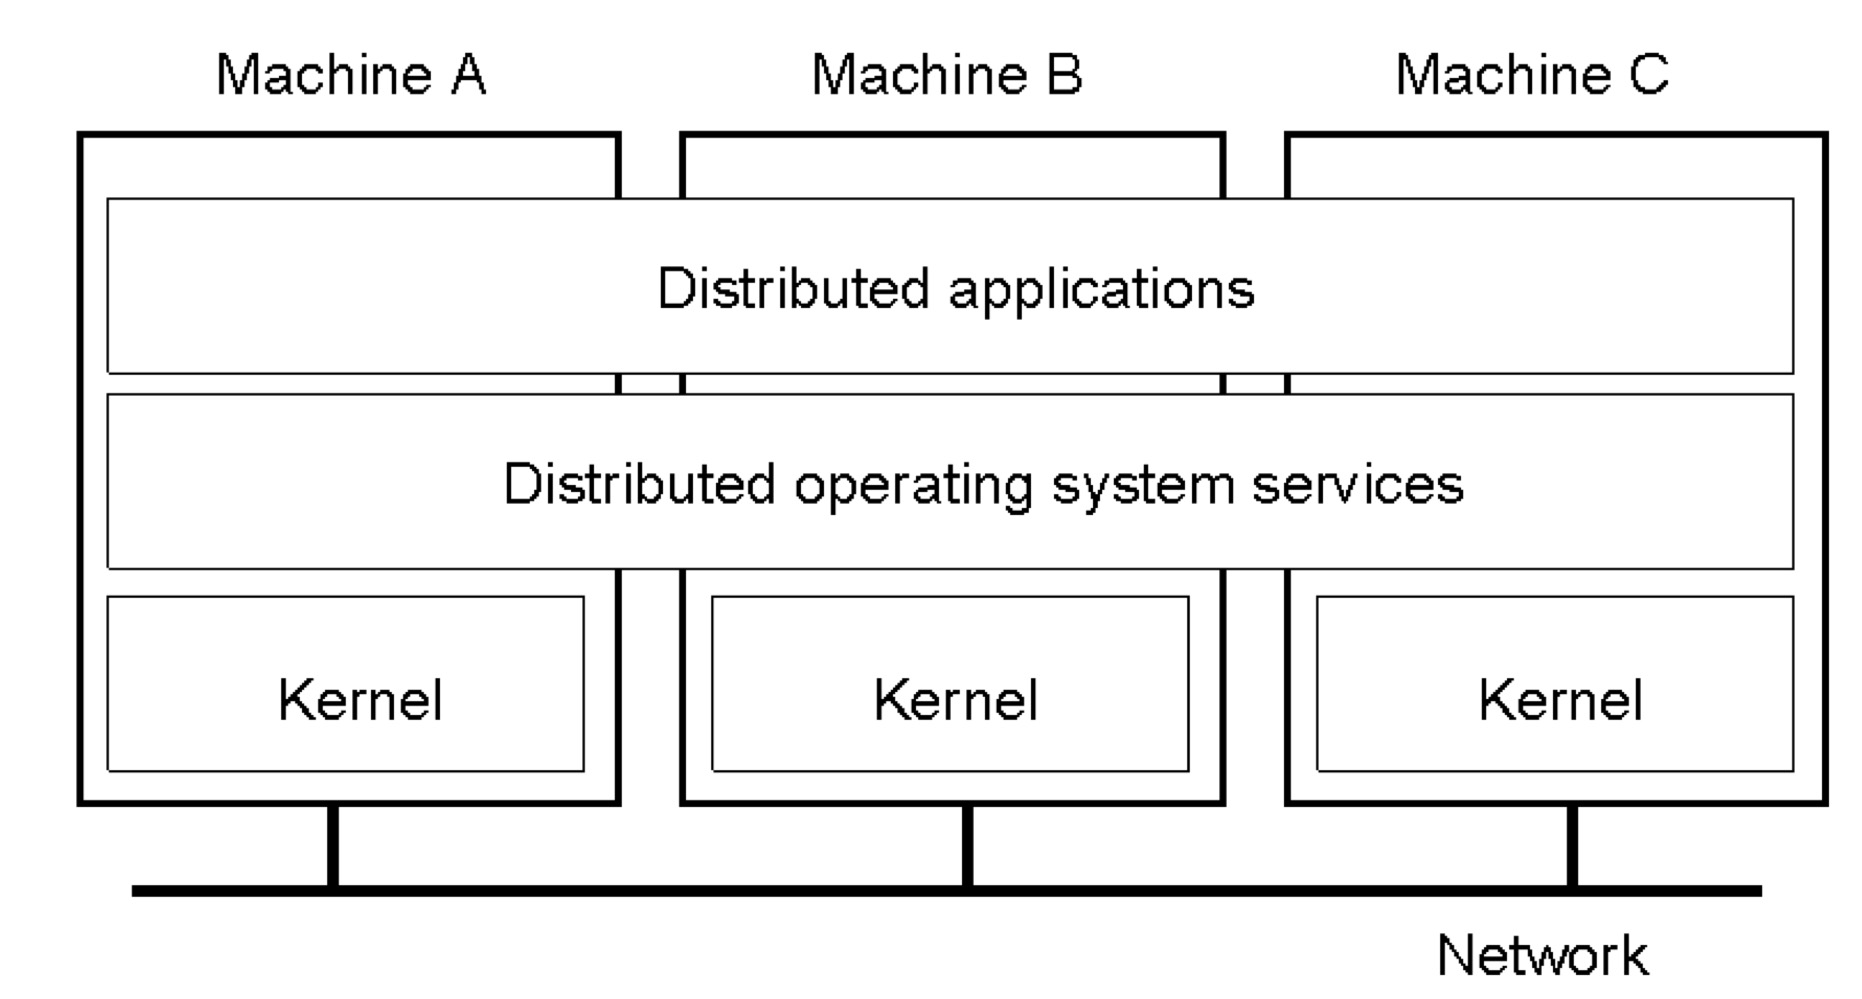 Machine A
Machine B
Machine C
Distributed applications
Distributed operating system services
Kernel
Kernel
Kernel
Network